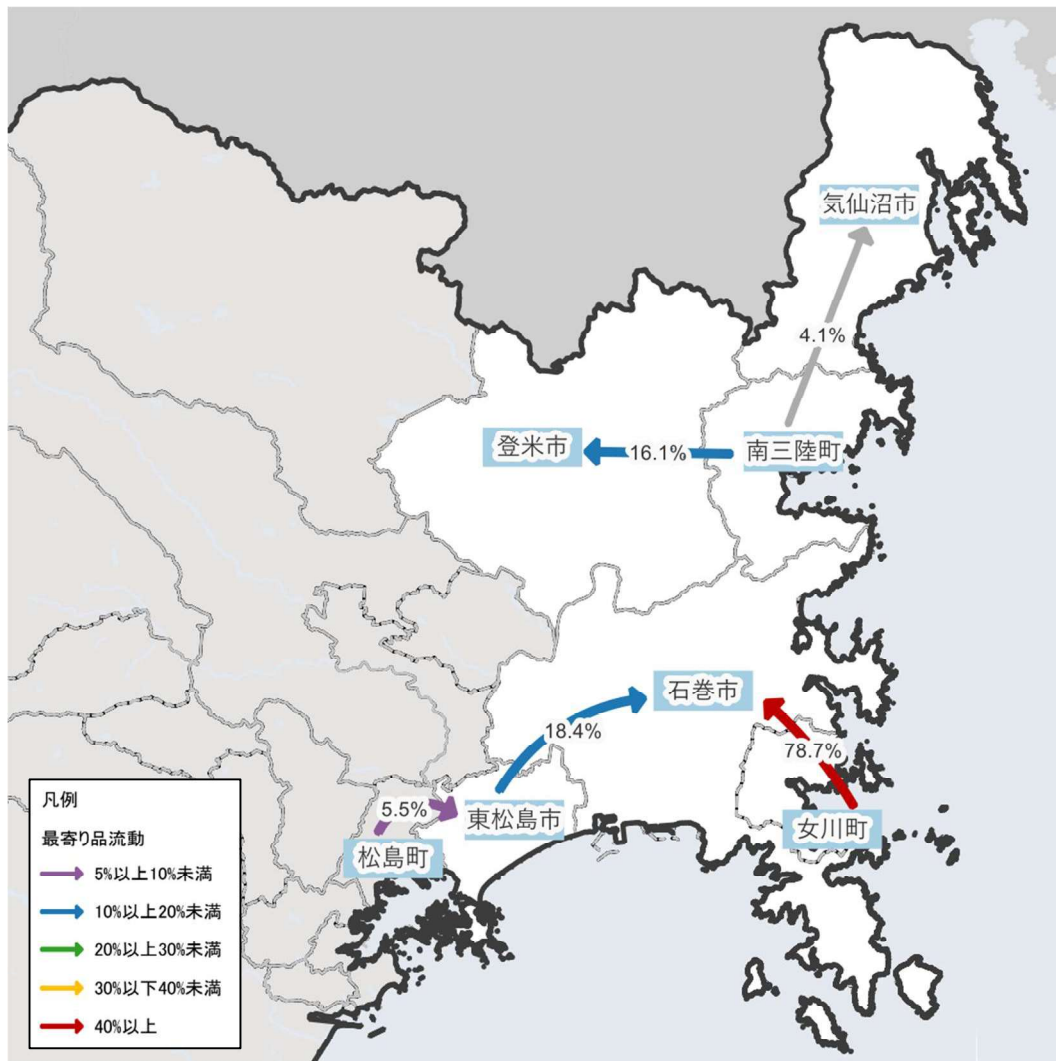 気仙沼市
4.1%
登米市
16.1%
南三陸町
石巻市
18.4%
78.7%
5.5%
東松島市
女川町
松島町
凡例
最寄り品流動
5%以上10%未満
10%以上20%未満
20%以上30%未満
30%以下40%未満
40%以上